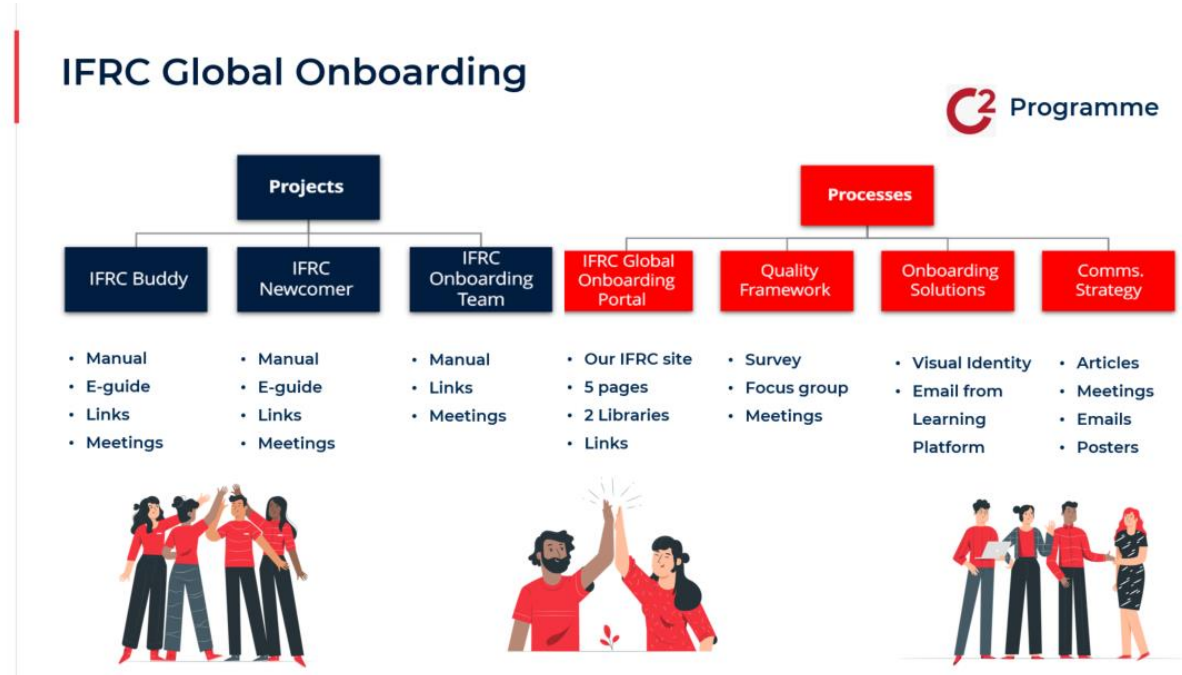 IFRC Global Onboarding
C2 Programme
Projects
Processes
IFRC Buddy
IFRC
Newcomer
IFRC
Onboarding
Team
IFRC Global
Onboarding
Portal
Quality
Framework
Onboarding
Solutions
Comms.
Strategy
• Manual
• E-guide
• Links
• Meetings
• Manual
• E-guide
• Links
• Meetings
• Manual
• Links
• Meetings
• Our IFRC site
• 5 pages
• 2 Libraries
• Links
• Survey
• Focus group
• Meetings
• Visual Identity
• Email from
Learning
Platform
• Articles
• Meetings
• Emails
• Posters